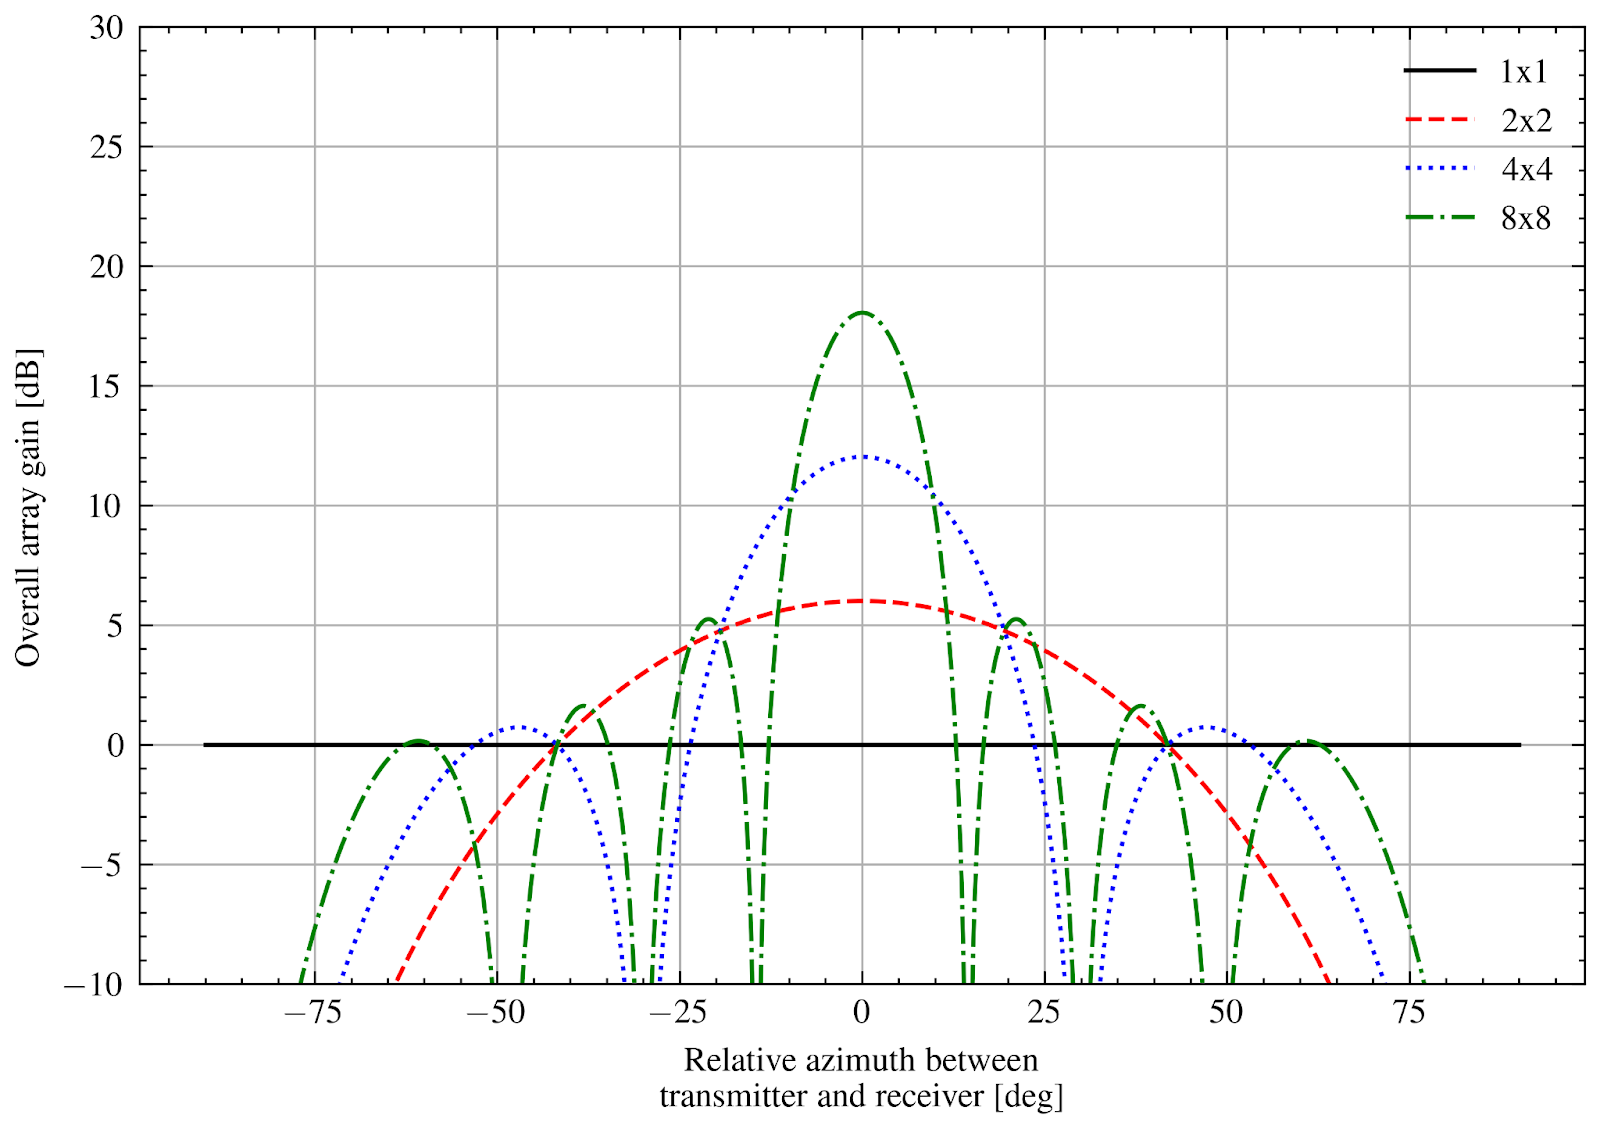 30
25
20
15
10
5
0
−5
−10
Overall array gain [dB]
1x1
2x2
4x4
8x8
−75 −50 −25 0 25 50 75
Relative azimuth between
transmitter and receiver [deg]